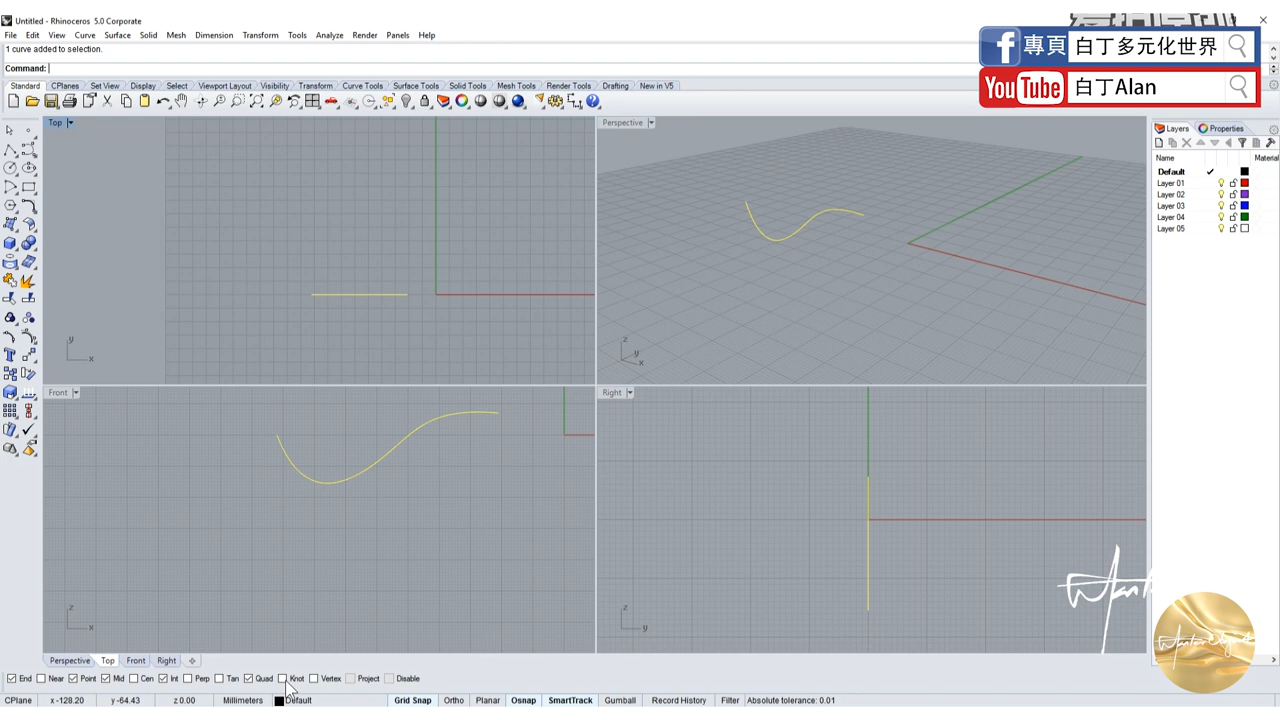 Untitled - Rhinoceros 5.0 Corporate
File Edit View Curve Surface Solid Mesh Dimension Transform Tools Analyze Render Panels Help
1 curve added to selection.
Command:
專頁 白丁多元化世界
YouTube 白丁Alan
Standard CPlanes Set View Display Select Viewport Layout Visibility Transform Curve Tools Surface Tools Solid Tools Mesh Tools Render Tools Drafting New in V5
Top
Perspective
Layers Properties
Name Material
Default
Layer 01
Layer 02
Layer 03
Layer 04
Layer 05
y
x
z
y
x
Front
Right
z
x
z
y
Perspective Top Front Right
End Near Point Mid Cen Int Perp Tan Quad Knot Vertex Project Disable
CPlane x -128.20 y -64.43 z 0.00 Millimeters Default Grid Snap Ortho Planar Osnap SmartTrack Gumball Record History Filter Absolute tolerance: 0.01